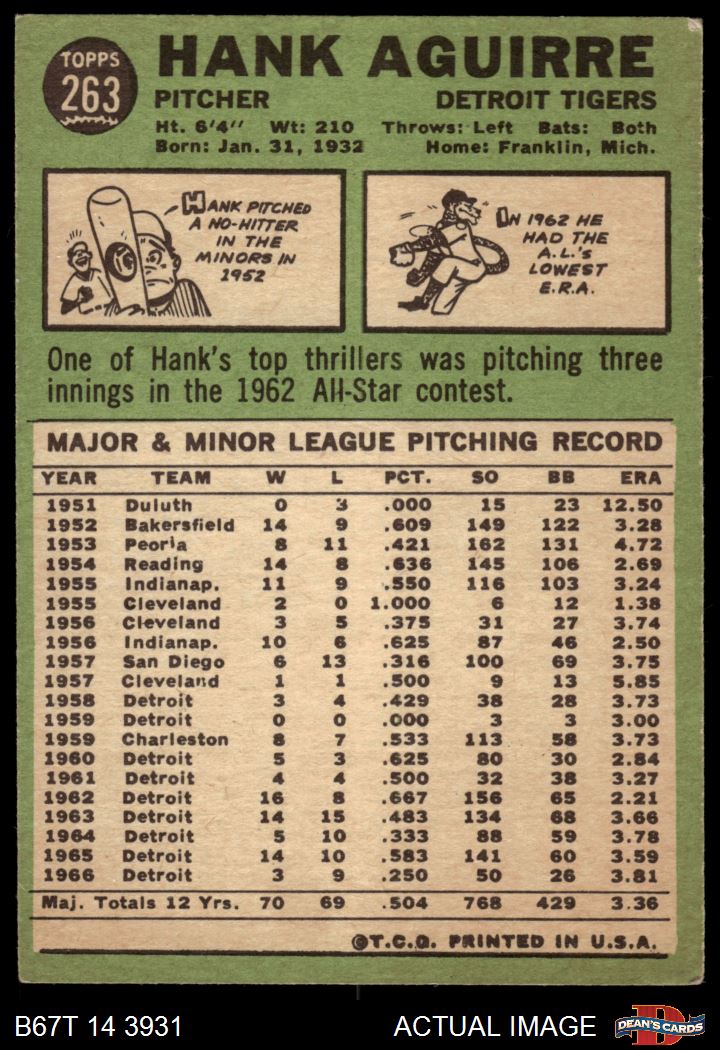 TOPPS
263
HANK AGUIRRE
PITCHER DETROIT TIGERS
Ht. 6'4" Wt: 210 Throws: Left Bats: Both
Born: Jan. 31, 1932 Home: Franklin, Mich.
HANK PITCHED
A NO-HITTER
IN THE
MINORS IN
1952
IN 1962 HE
HAD THE
A.L.'s
LOWEST
E.R.A.
One of Hank's top thrillers was pitching three
innings in the 1962 All-Star contest.
MAJOR & MINOR LEAGUE PITCHING RECORD
YEAR TEAM W L PCT. SO BB ERA
1951 Duluth 0 3 .000 15 23 12.50
1952 Bakersfield 14 9 .609 149 122 3.28
1953 Peoria 8 11 .421 162 131 4.72
1954 Reading 14 8 .636 145 106 2.69
1955 Indianap. 11 9 .550 116 103 3.24
1955 Cleveland 2 0 1.000 6 12 1.38
1956 Cleveland 3 5 .375 31 27 3.74
1956 Indianap. 10 6 .625 87 46 2.50
1957 San Diego 6 13 .316 100 69 3.75
1957 Cleveland 1 1 .500 9 13 5.85
1958 Detroit 3 4 .429 38 28 3.73
1959 Detroit 0 0 .000 3 3 3.00
1959 Charleston 8 7 .533 113 58 3.73
1960 Detroit 5 3 .625 80 30 2.84
1961 Detroit 4 4 .500 32 38 3.27
1962 Detroit 16 8 .667 156 65 2.21
1963 Detroit 14 15 .483 134 68 3.66
1964 Detroit 5 10 .333 88 59 3.78
1965 Detroit 14 10 .583 141 60 3.59
1966 Detroit 3 9 .250 50 26 3.81
Maj. Totals 12 Yrs. 70 69 .504 768 429 3.36
©T.C.G. PRINTED IN U.S.A.
B67T 14 3931 ACTUAL IMAGE
DEAN'S CARDS